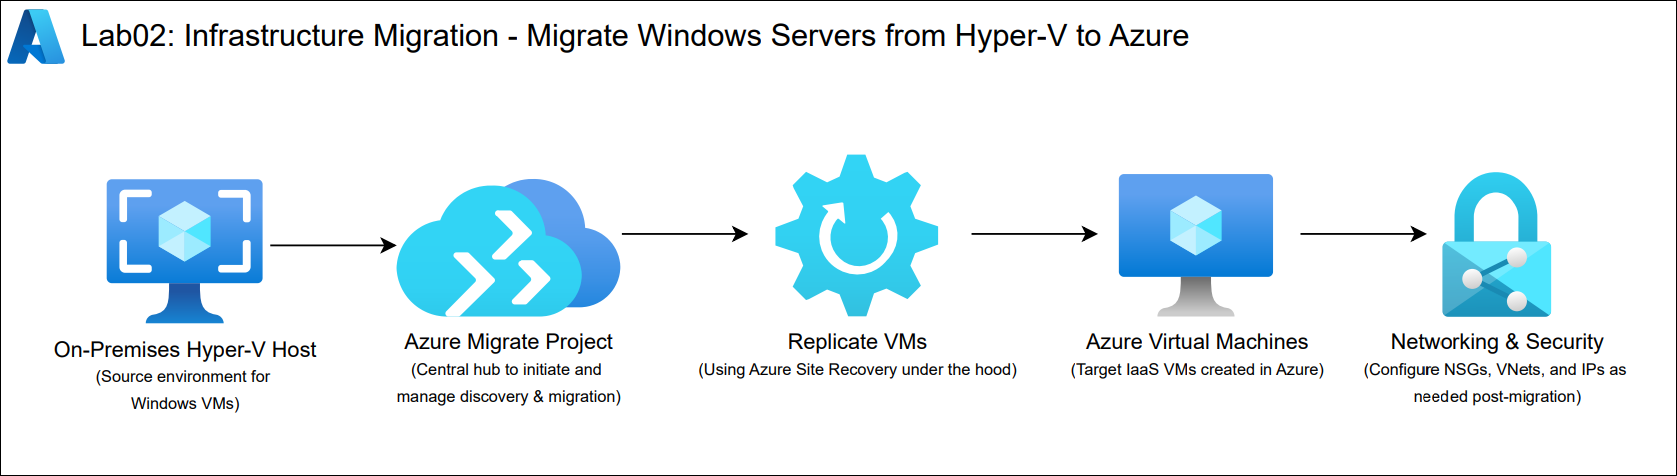 Lab02: Infrastructure Migration - Migrate Windows Servers from Hyper-V to Azure
On-Premises Hyper-V Host
(Source environment for
Windows VMs)
Azure Migrate Project
(Central hub to initiate and
manage discovery & migration)
Replicate VMs
(Using Azure Site Recovery under the hood)
Azure Virtual Machines
(Target IaaS VMs created in Azure)
Networking & Security
(Configure NSGs, VNets, and IPs as
needed post-migration)